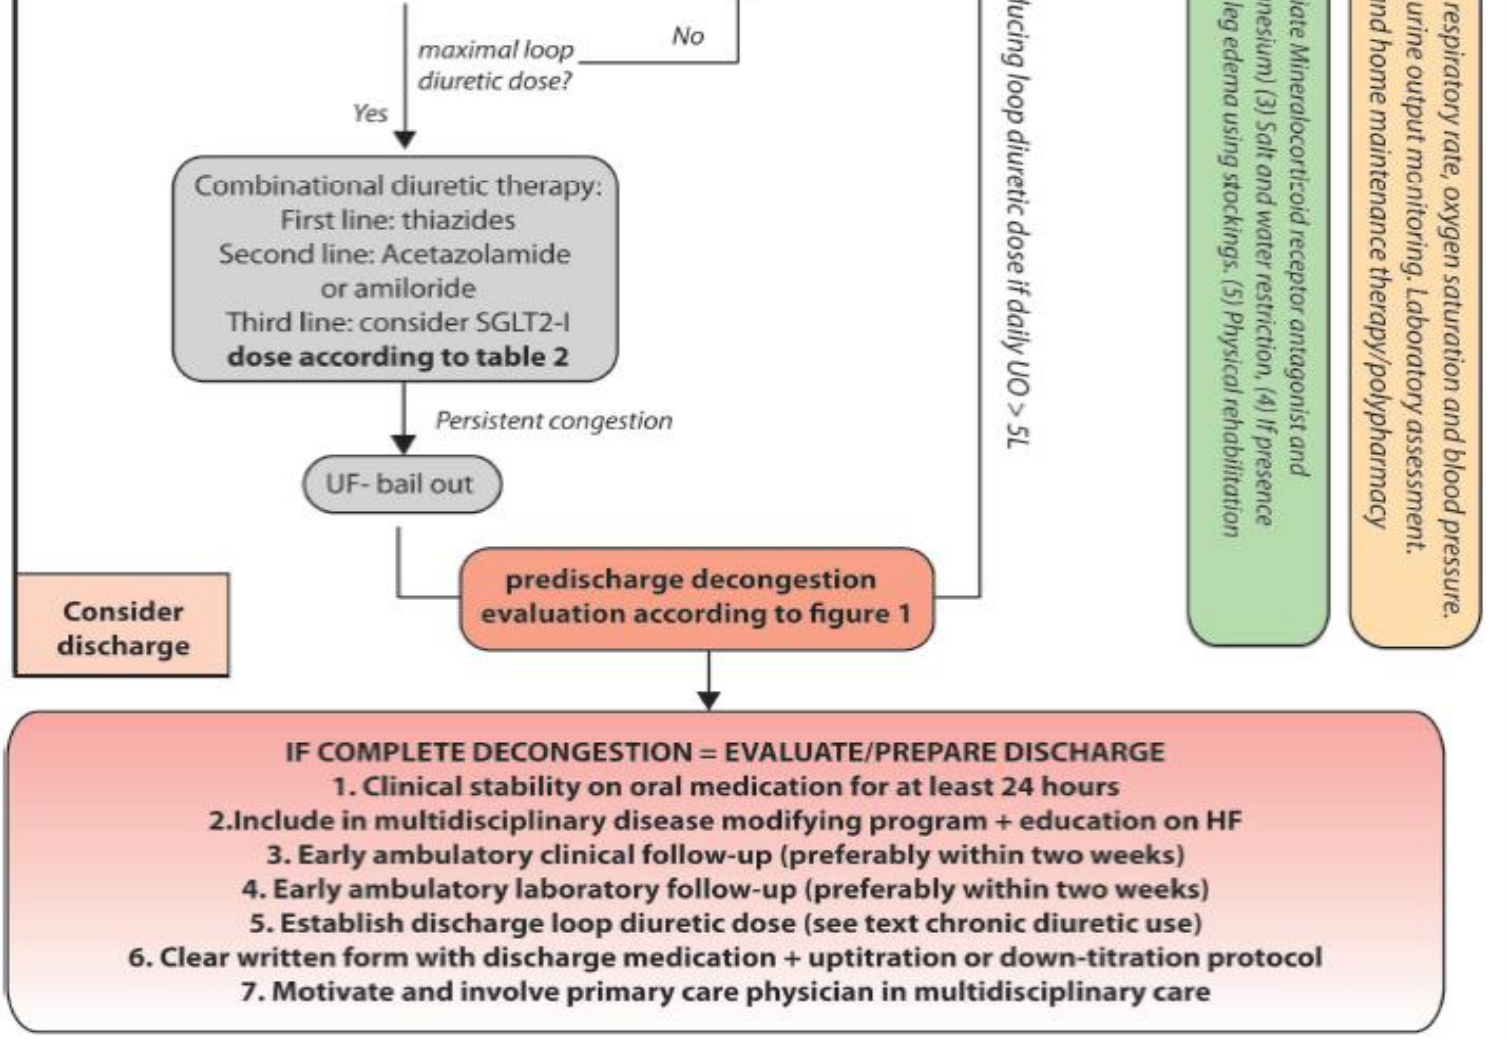 maximal loop
diuretic dose?
No
Yes
Combinational diuretic therapy:
First line: thiazides
Second line: Acetazolamide
or amiloride
Third line: consider SGLT2-I
dose according to table 2
Persistent congestion
UF- bail out
predischarge decongestion
evaluation according to figure 1
Consider
discharge
loop diuretic dose if daily UO > 5L
Mineralocorticoid receptor antagonist and
(3) Salt and water restriction, (4) If presence
leg edema using stockings. (5) Physical rehabilitation
respiratory rate, oxygen saturation and blood pressure.
urine output monitoring. Laboratory assessment.
and home maintenance therapy/polypharmacy
IF COMPLETE DECONGESTION = EVALUATE/PREPARE DISCHARGE
1. Clinical stability on oral medication for at least 24 hours
2.Include in multidisciplinary disease modifying program + education on HF
3. Early ambulatory clinical follow-up (preferably within two weeks)
4. Early ambulatory laboratory follow-up (preferably within two weeks)
5. Establish discharge loop diuretic dose (see text chronic diuretic use)
6. Clear written form with discharge medication + uptitration or down-titration protocol
7. Motivate and involve primary care physician in multidisciplinary care